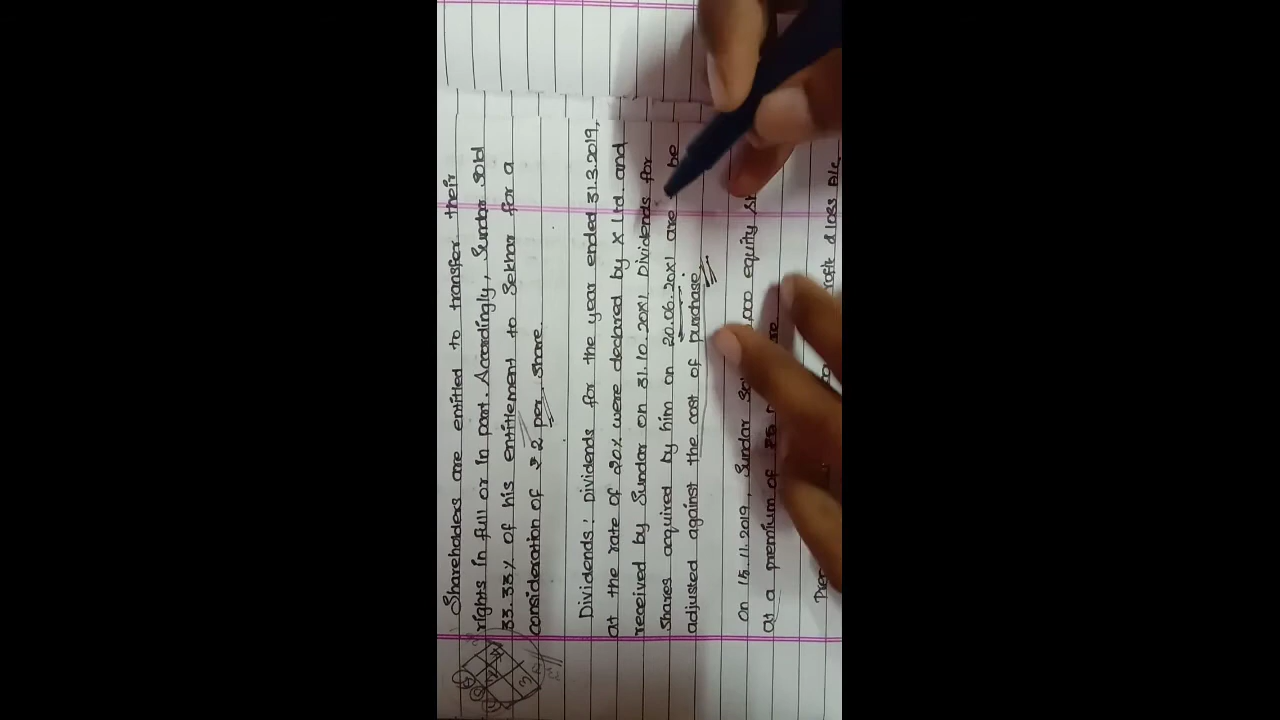 Shareholders are entitled to transfer their
rights in full or in part. Accordingly, Sundar sold
33.33% of his entitlement to Sekhar for a
consideration of ₹2 per share.
Dividends: Dividends for the year ended 31.3.2019,
at the rate of 20% were declared by X Ltd. and
received by Sundar on 31.10.20X1. Dividends for
shares acquired by him on 20.06.20X1 are be
adjusted against the cost of purchase.
On 15.11.2019, Sundar ,000 equity
at a premium of ₹5
& loss A/c